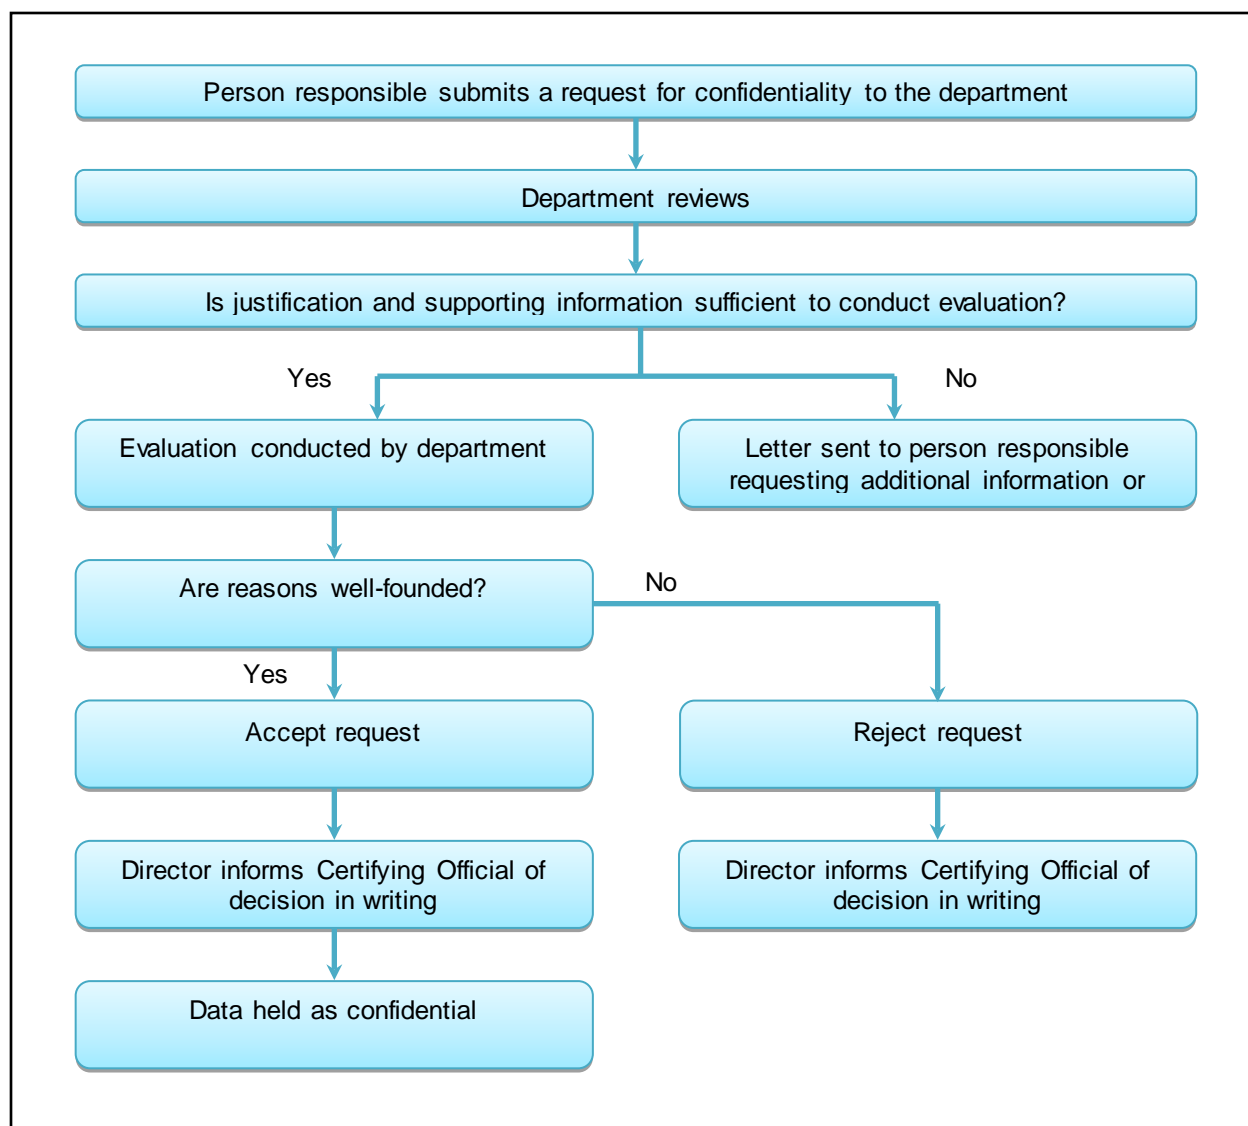 Person responsible submits a request for confidentiality to the department
Department reviews
Is justification and supporting information sufficient to conduct evaluation?
Yes
No
Evaluation conducted by department
Letter sent to person responsible
requesting additional information or
Are reasons well-founded?
No
Yes
Accept request
Reject request
Director informs Certifying Official of
decision in writing
Director informs Certifying Official of
decision in writing
Data held as confidential